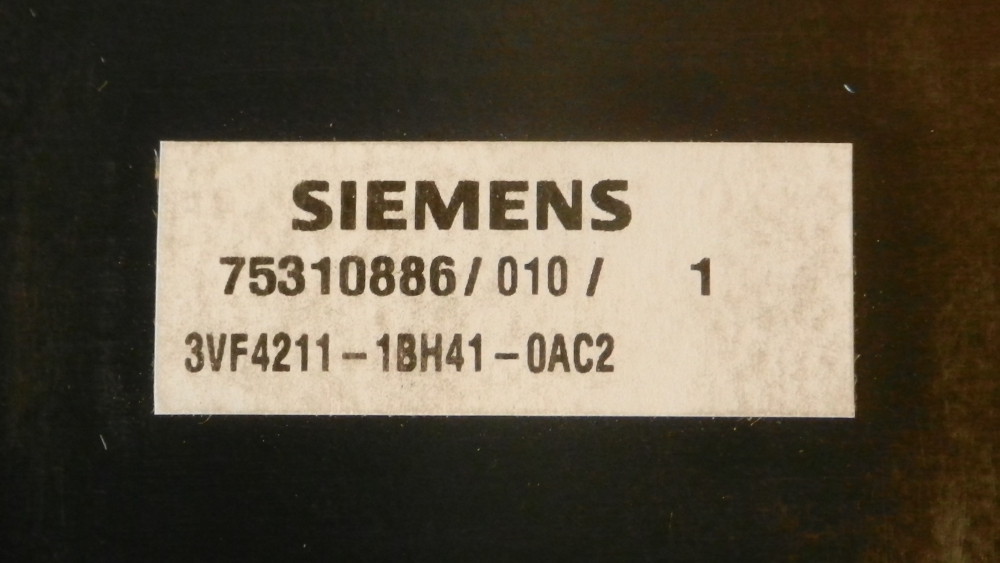 SIEMENS
75310886/010/ 1
3VF4211-1BH41-0AC2